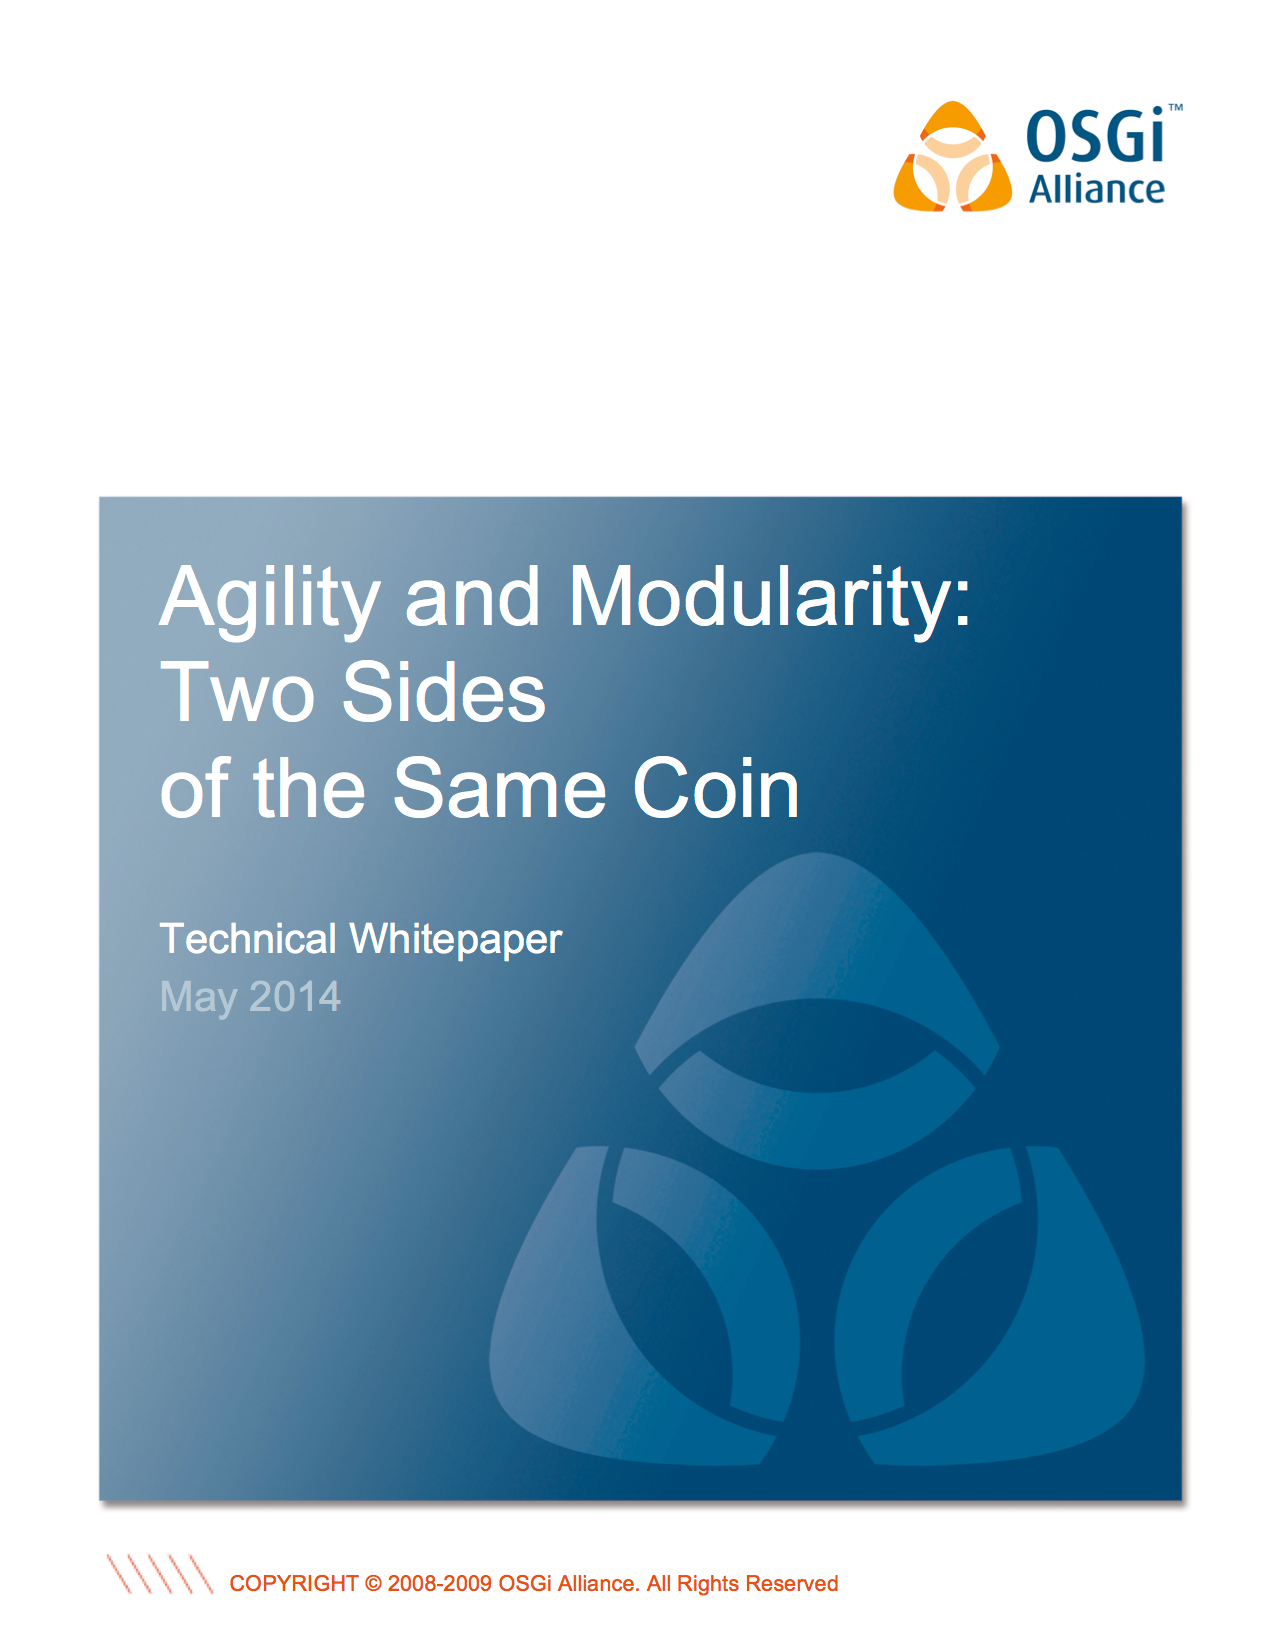 OSGi™
Alliance
Agility and Modularity:
Two Sides
of the Same Coin
Technical Whitepaper
May 2014
COPYRIGHT © 2008-2009 OSGi Alliance. All Rights Reserved